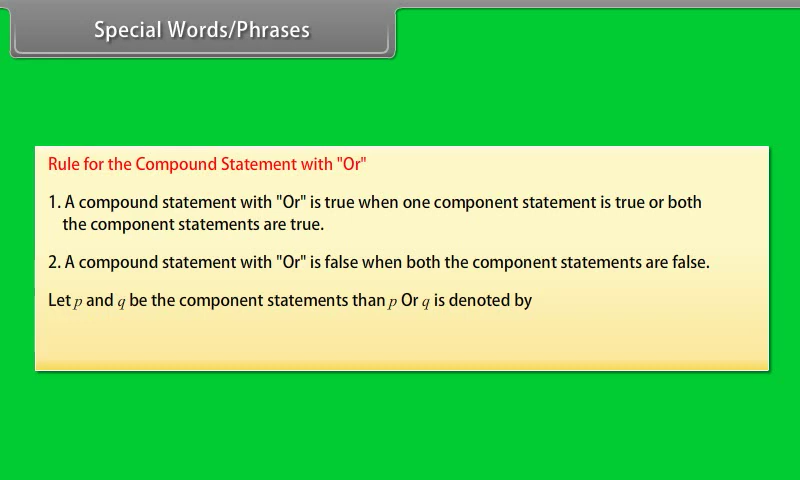 Special Words/Phrases
Rule for the Compound Statement with "Or"
1. A compound statement with "Or" is true when one component statement is true or both
the component statements are true.
2. A compound statement with "Or" is false when both the component statements are false.
Let p and q be the component statements than p Or q is denoted by